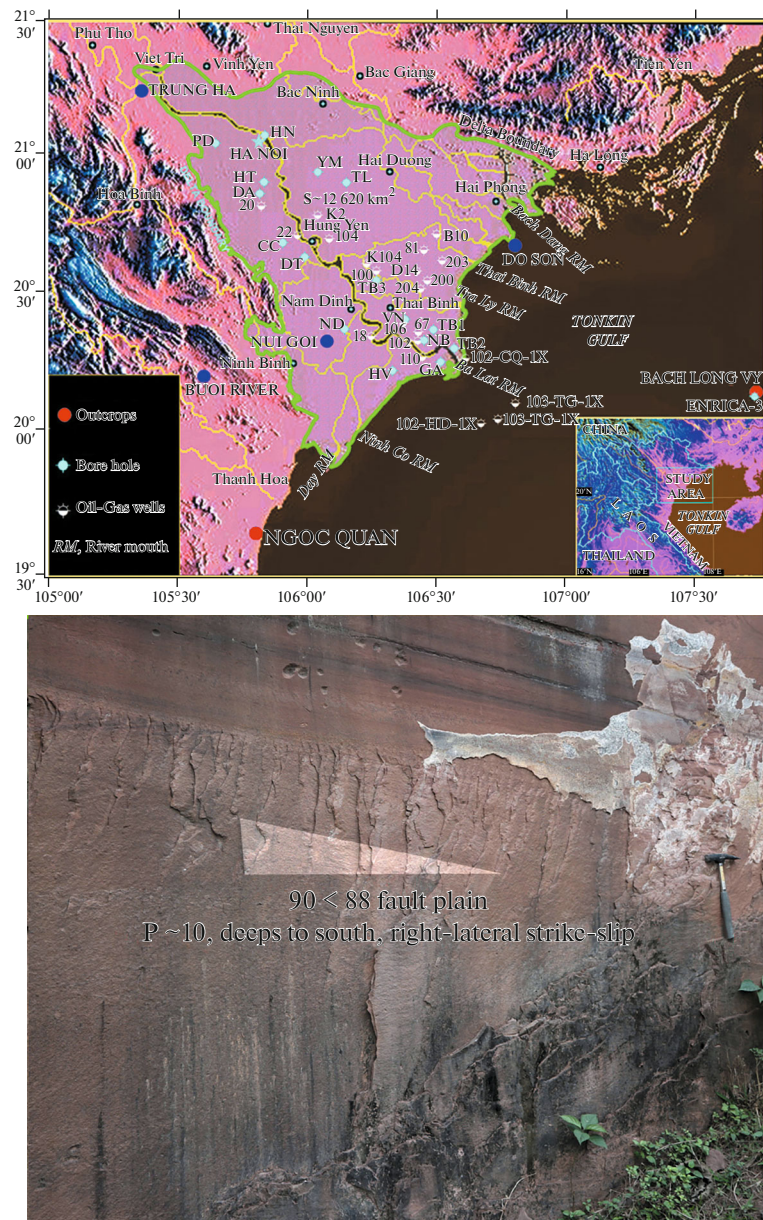 21°
30′
Phu Tho
Thai Nguyen
Viet Tri
Vinh Yen
Bac Giang
Tien Yen
TRUNG HA
Bac Ninh
Delta Boundary
21°
00′
PD
HN
HA NOI
YM
Hai Duong
Ha Long
Hoa Binh
HT
TL
DA
S~12 620 km²
Hai Phong
20
K2
Bach Dang RM
22
Hung Yen
104
B10
CC
81
DO SON
DT
K104
203
Thai Binh RM
20°
30′
100
D14
200
TB3
204
Tra Ly RM
Nam Dinh
Thai Binh
TONKIN
GULF
ND
VN
67
TB1
18
106
NUI GOI
102
NB
TB2
102-CQ-1X
Ninh Binh
110
GA
Ba Lat RM
BUOI RIVER
HV
BACH LONG VY
Outcrops
103-TG-1X
ENRICA-3
20°
00′
102-HD-1X
103-TG-1X
CHINA
Bore hole
Ninh Co RM
Day RM
Thanh Hoa
STUDY
AREA
20°N
Oil-Gas wells
LAOS
TONKIN
GULF
VIETNAM
RM, River mouth
NGOC QUAN
THAILAND
16°N
106°E
108°E
19°
30′
105°00′
105°30′
106°00′
106°30′
107°00′
107°30′
90 < 88 fault plain
P ~10, deeps to south, right-lateral strike-slip